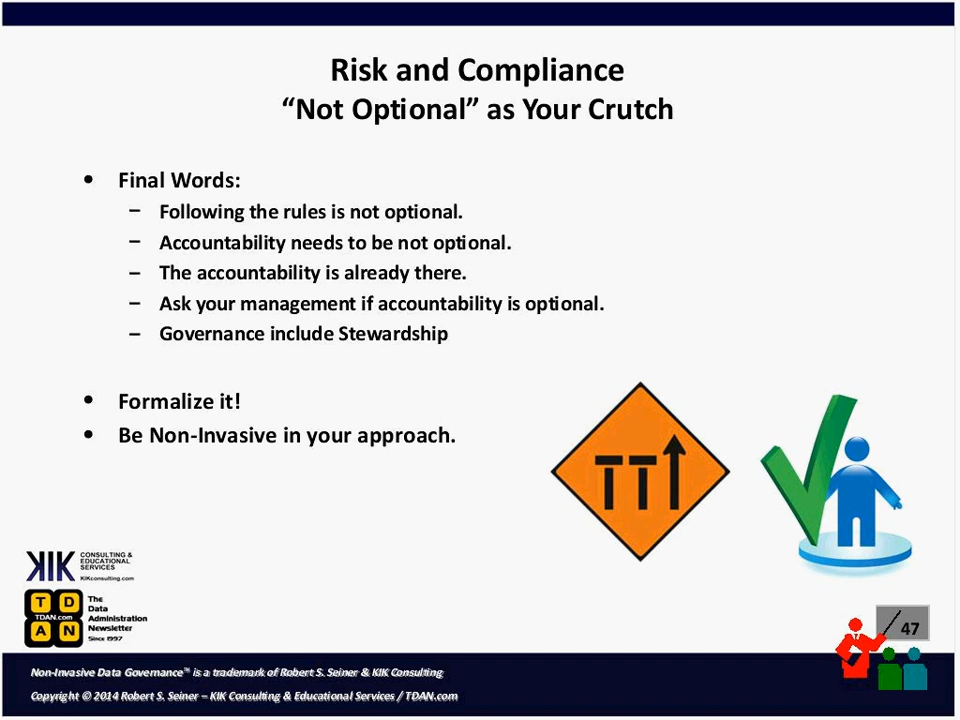 Risk and Compliance
“Not Optional” as Your Crutch
• Final Words:
– Following the rules is not optional.
– Accountability needs to be not optional.
– The accountability is already there.
– Ask your management if accountability is optional.
– Governance include Stewardship
• Formalize it!
• Be Non-Invasive in your approach.
KIK CONSULTING &
EDUCATIONAL
SERVICES
KIKconsulting.com
T D
TDAN.com
A N
The
Data
Administration
Newsletter
Since 1997
47
Non-Invasive Data Governance™ is a trademark of Robert S. Seiner & KIK Consulting
Copyright © 2014 Robert S. Seiner – KIK Consulting & Educational Services / TDAN.com